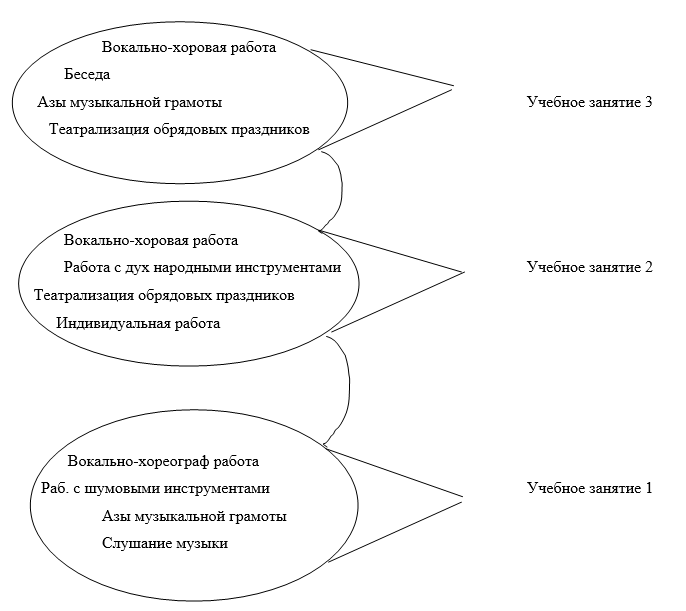 Вокально-хоровая работа
Беседа
Азы музыкальной грамоты
Учебное занятие 3
Театрализация обрядовых праздников
Вокально-хоровая работа
Работа с дух народными инструментами
Учебное занятие 2
Театрализация обрядовых праздников
Индивидуальная работа
Вокально-хореограф работа
Раб. с шумовыми инструментами
Учебное занятие 1
Азы музыкальной грамоты
Слушание музыки